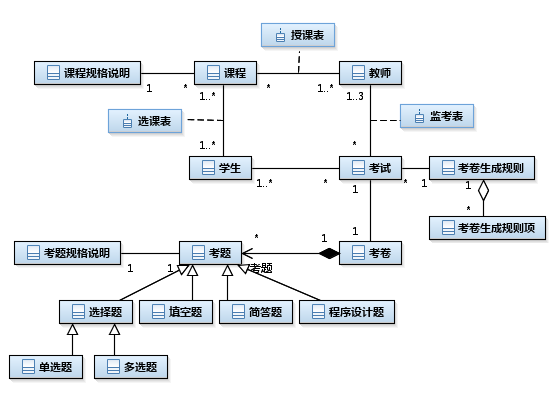 授课表
课程规格说明
课程
教师
1
*
*
1..*
1..*
1..3
选课表
监考表
1..*
*
学生
考试
考卷生成规则
1..*
*
*
1
1
1
*
考卷生成规则项
*
1
1
考题规格说明
考题
考卷
1
1
考题
选择题
填空题
简答题
程序设计题
单选题
多选题